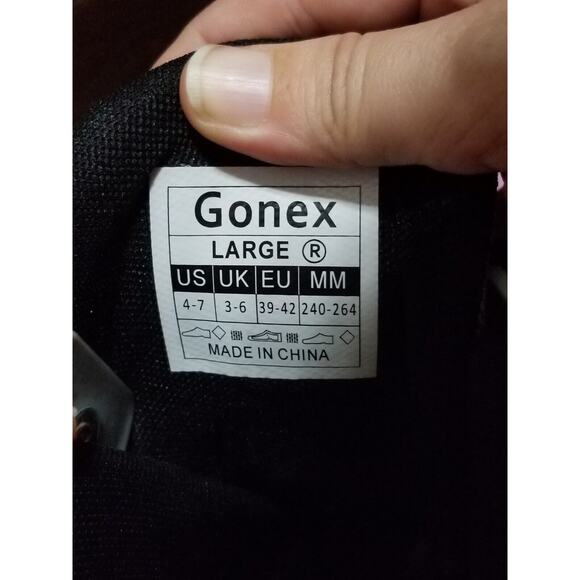 Gonex
LARGE ®
US UK EU MM
4-7 3-6 39-42 240-264
MADE IN CHINA